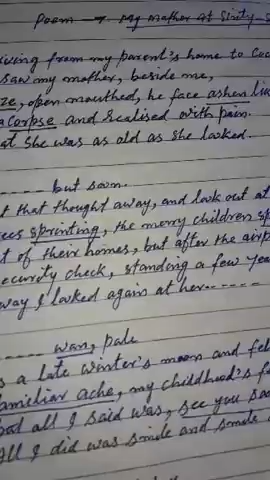 Poem → My mother at Sixty-S
iving from my parent's home to Coc
saw my mother, beside me,
ze, open mouthed, he face ashen li
a corpse and realised with pain
at she was as old as she looked.
but soon.
t that thought away, and look out at
ees sprinting, the merry children sp
t of their homes, but after the airp
ecurity check, standing a few yea
way I looked again at her
wan, pale
s a late winter's moon and fel
amiliar ache, my childhood's f
all I said was, see you so
All I did was smile and smile